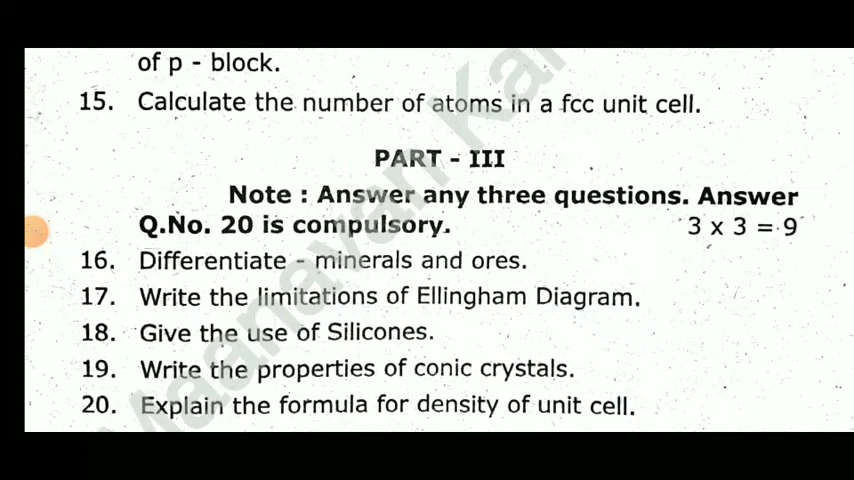 of p - block.
15. Calculate the number of atoms in a fcc unit cell.
PART - III
Note : Answer any three questions. Answer
Q.No. 20 is compulsory. 3 x 3 = 9
16. Differentiate - minerals and ores.
17. Write the limitations of Ellingham Diagram.
18. Give the use of Silicones.
19. Write the properties of conic crystals.
20. Explain the formula for density of unit cell.
Maanavan Kal